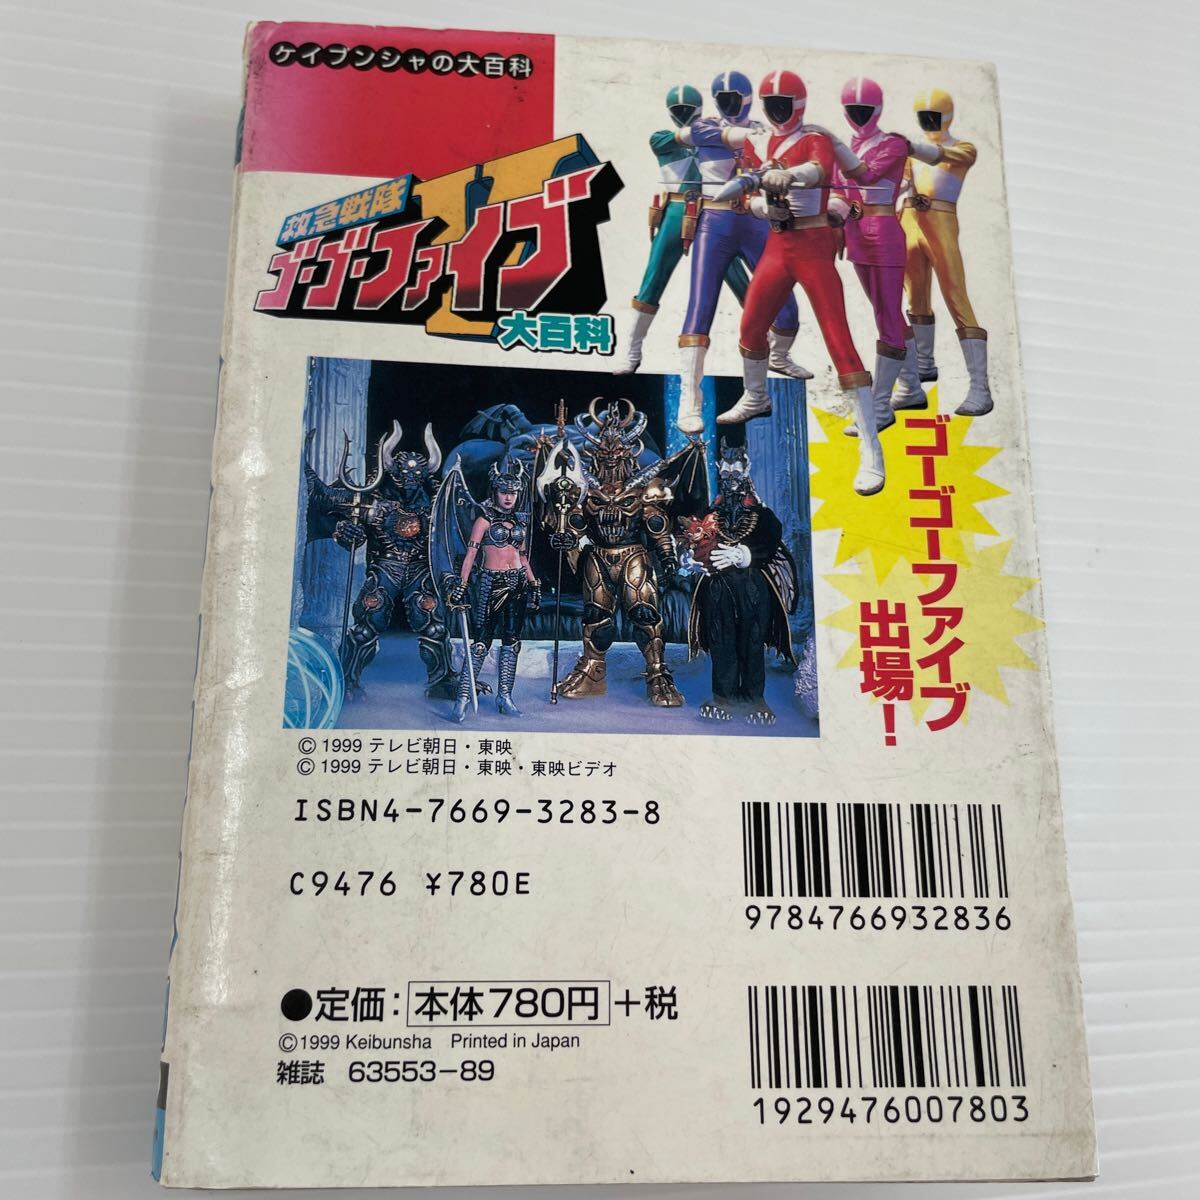 ケイブンシャの大百科
救急戦隊
ゴーゴーファイブ
大百科
ゴーゴーファイブ
出場！
© 1999 テレビ朝日・東映
© 1999 テレビ朝日・東映・東映ビデオ
ISBN4-7669-3283-8
C9476 ¥780E
9784766932836
●定価：本体780円＋税
©1999 Keibunsha Printed in Japan
雑誌 63553-89
1929476007803